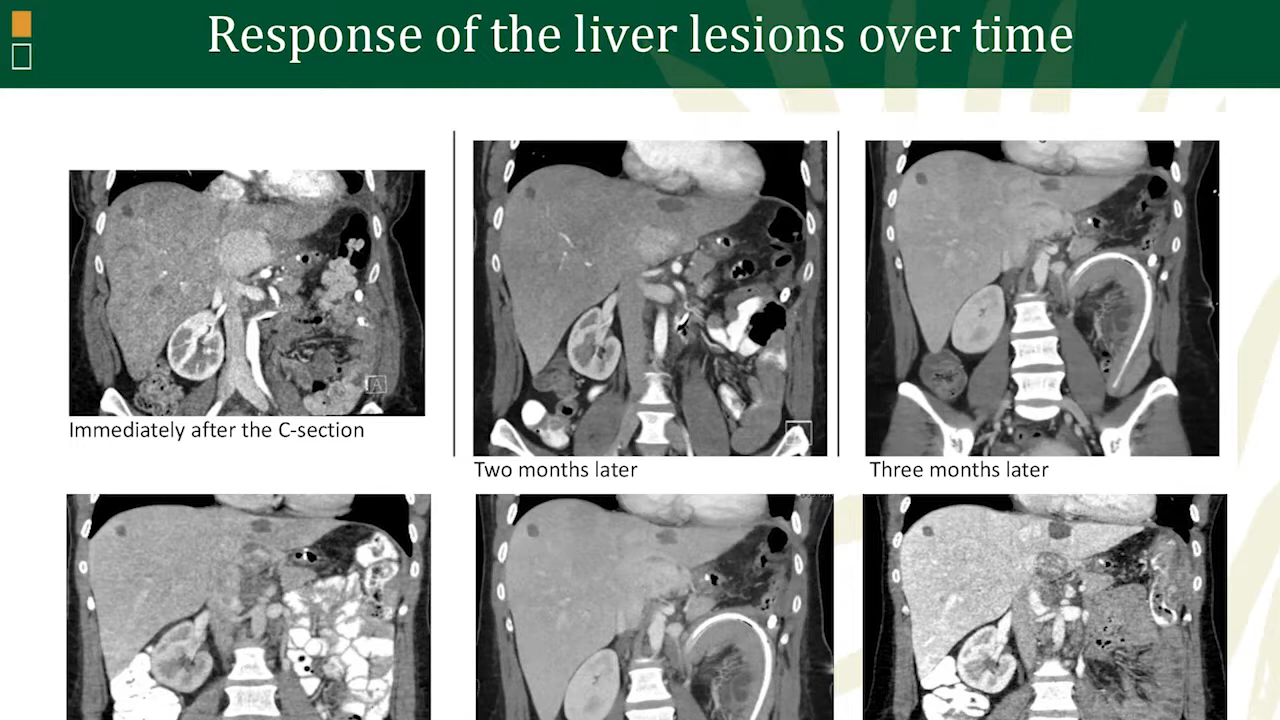 Response of the liver lesions over time
A
Immediately after the C-section
Two months later
Three months later